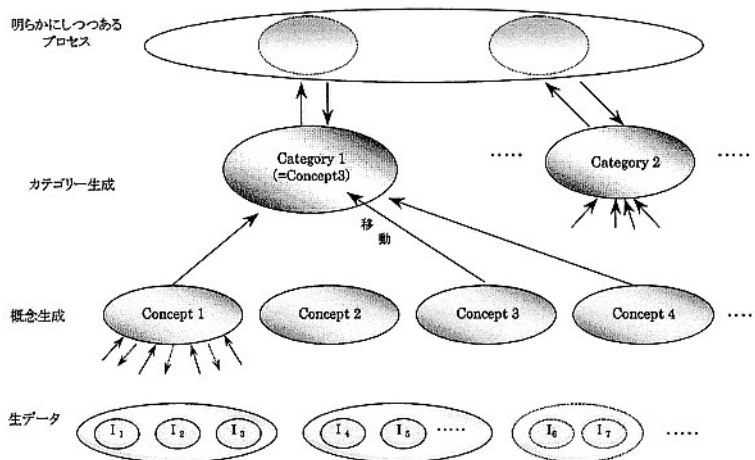 明らかにしつつある
プロセス
カテゴリー生成
Category 1
(=Concept3)
.....
Category 2
.....
移
動
概念生成
Concept 1
Concept 2
Concept 3
Concept 4
....
生データ
I₁
I₂
I₃
I₄
I₅
.....
I₆
I₇
.....